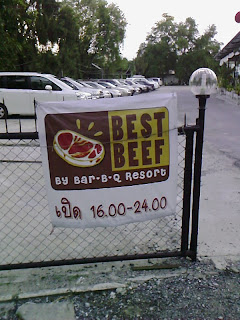 BEST
BEEF
By Bar-B-Q Resort
เปิด 16.00-24.00